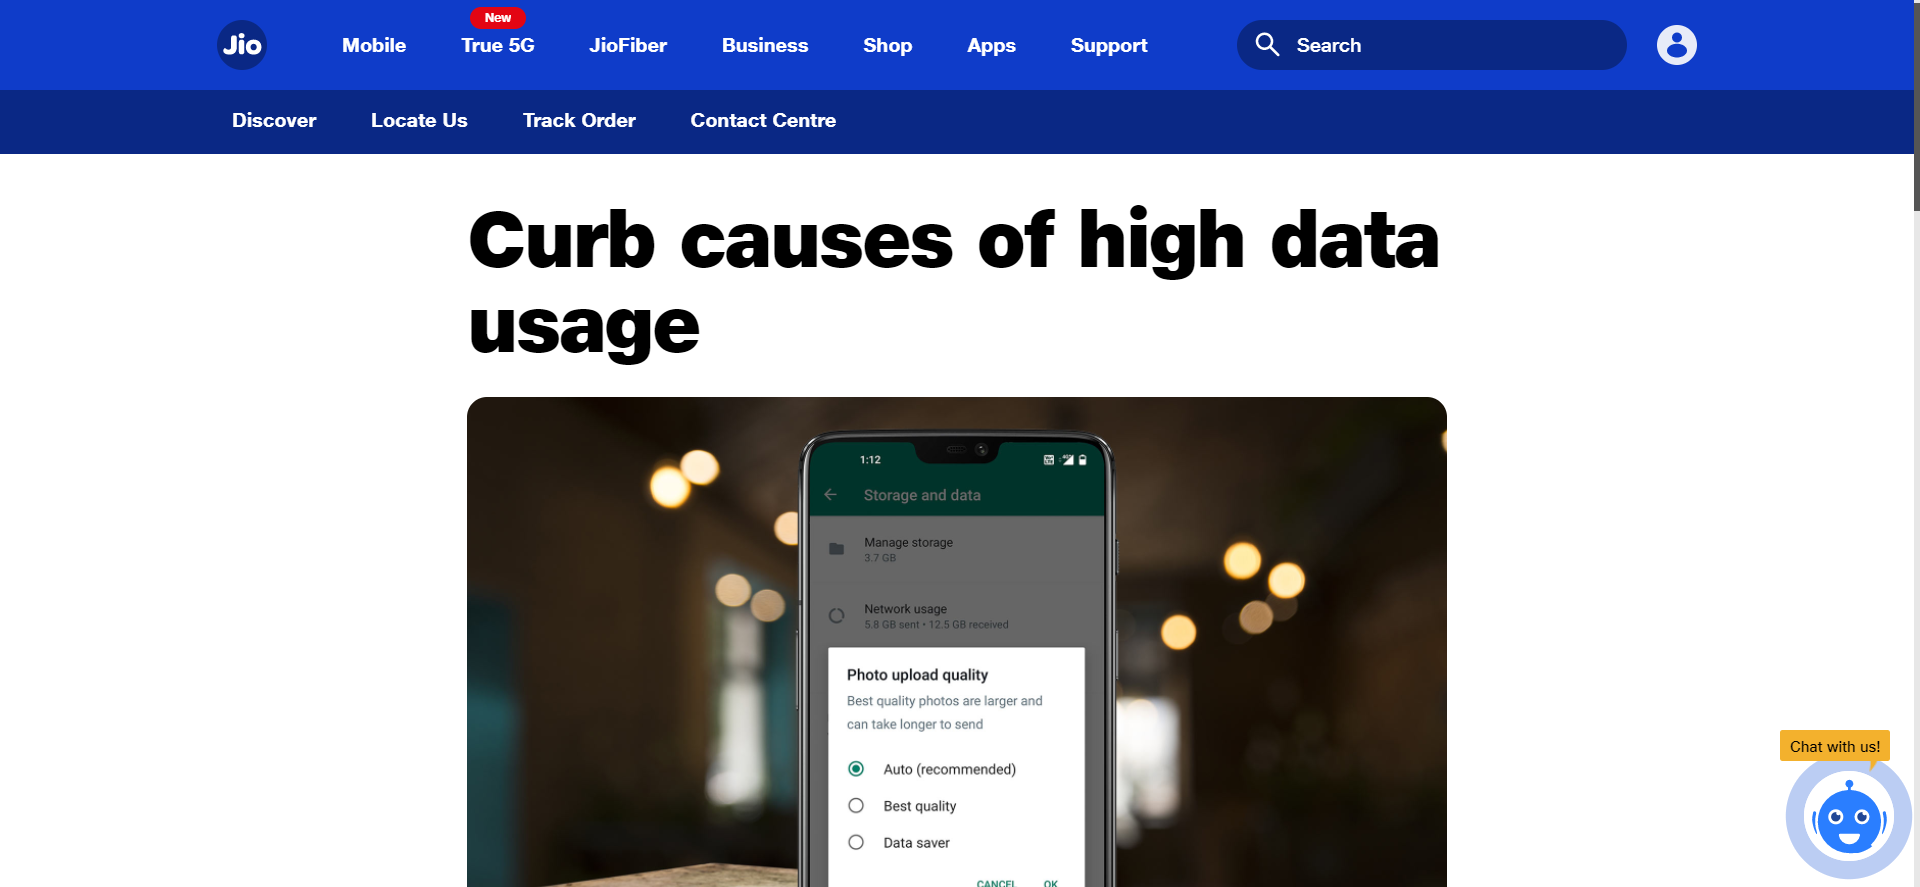 Jio
Mobile
New
True 5G
JioFiber
Business
Shop
Apps
Support
Search
Discover
Locate Us
Track Order
Contact Centre
Curb causes of high data
usage
1:12
Storage and data
Manage storage
3.7 GB
Network usage
5.8 GB sent • 12.5 GB received
Photo upload quality
Best quality photos are larger and
can take longer to send
Auto (recommended)
Best quality
Data saver
CANCEL
OK
Chat with us!